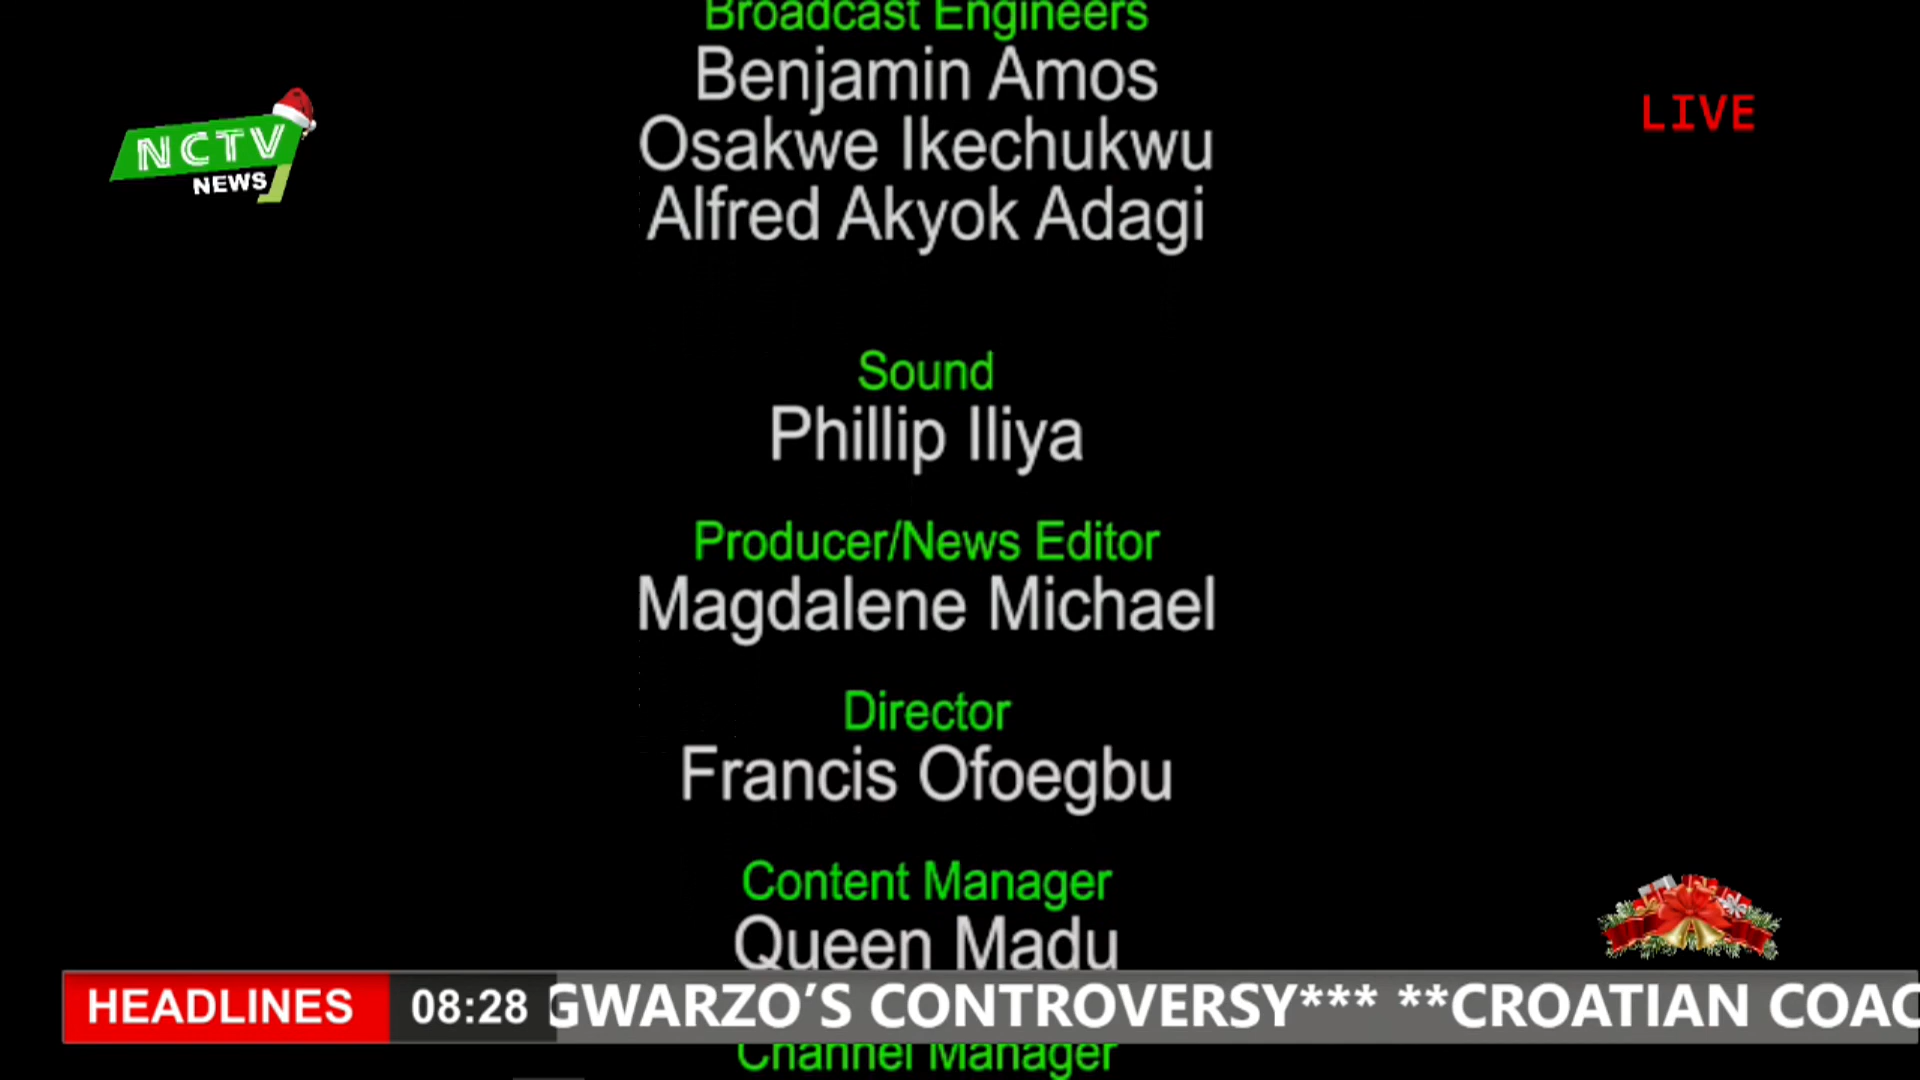 Broadcast Engineers
Benjamin Amos
Osakwe Ikechukwu
Alfred Akyok Adagi
NCTV
NEWS
LIVE
Sound
Phillip Iliya
Producer/News Editor
Magdalene Michael
Director
Francis Ofoegbu
Content Manager
Queen Madu
HEADLINES 08:28 GWARZO’S CONTROVERSY*** **CROATIAN COAC
Channel Manager